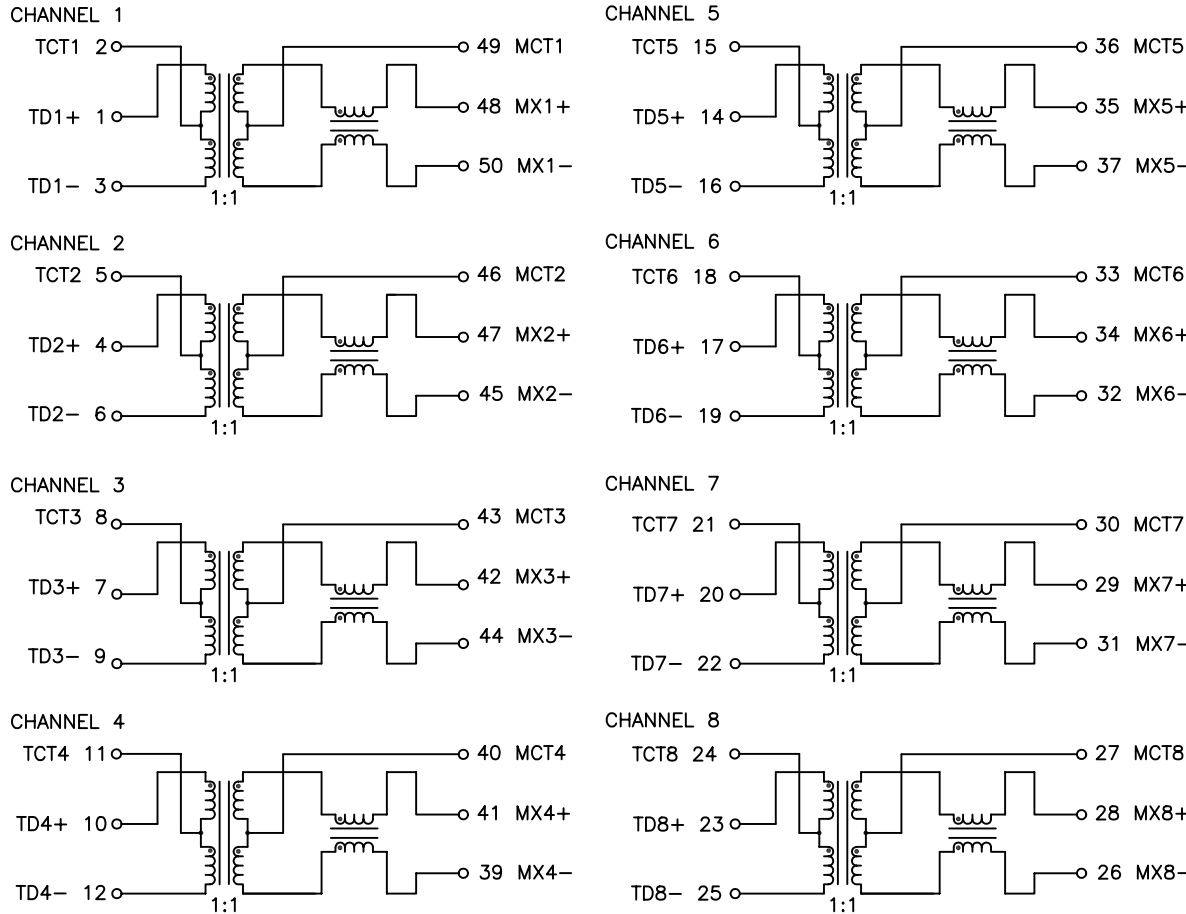 CHANNEL 1
TCT1 2 49 MCT1
TD1+ 1 48 MX1+
TD1- 3 50 MX1-
1:1
CHANNEL 2
TCT2 5 46 MCT2
TD2+ 4 47 MX2+
TD2- 6 45 MX2-
1:1
CHANNEL 3
TCT3 8 43 MCT3
TD3+ 7 42 MX3+
TD3- 9 44 MX3-
1:1
CHANNEL 4
TCT4 11 40 MCT4
TD4+ 10 41 MX4+
TD4- 12 39 MX4-
1:1
CHANNEL 5
TCT5 15 36 MCT5
TD5+ 14 35 MX5+
TD5- 16 37 MX5-
1:1
CHANNEL 6
TCT6 18 33 MCT6
TD6+ 17 34 MX6+
TD6- 19 32 MX6-
1:1
CHANNEL 7
TCT7 21 30 MCT7
TD7+ 20 29 MX7+
TD7- 22 31 MX7-
1:1
CHANNEL 8
TCT8 24 27 MCT8
TD8+ 23 28 MX8+
TD8- 25 26 MX8-
1:1